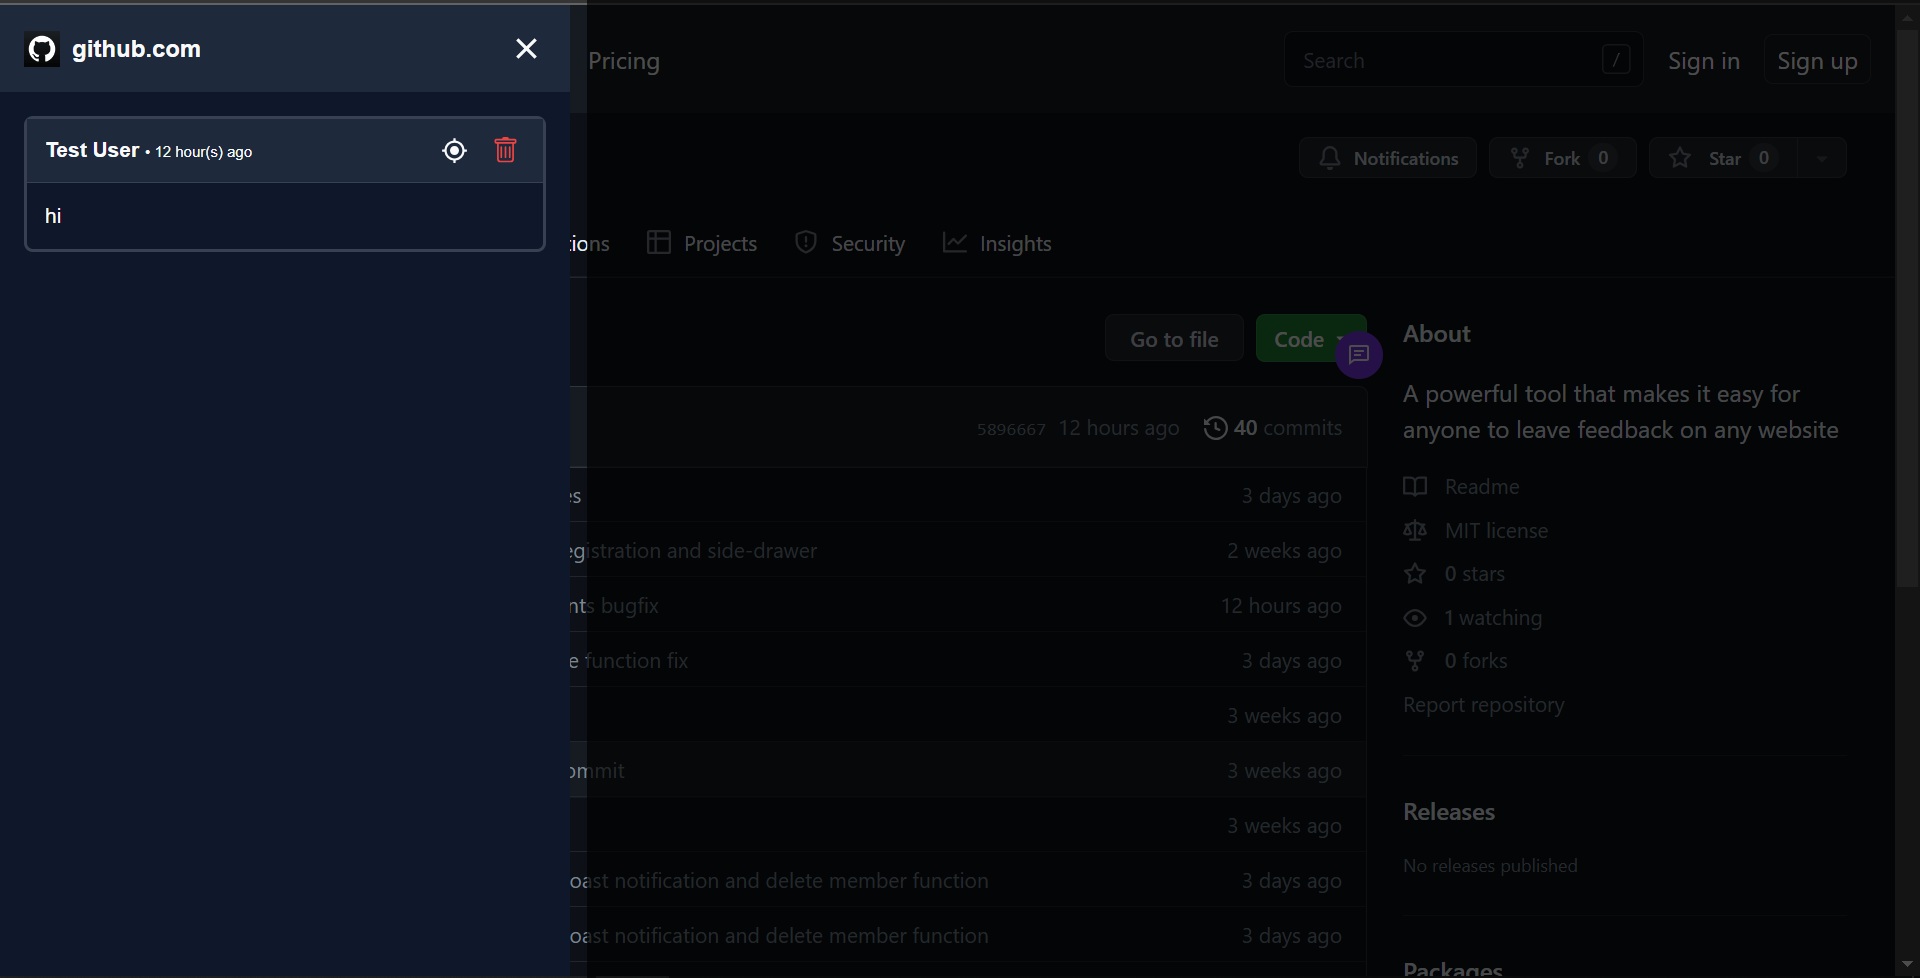 github.com
Pricing
Search
/
Sign in
Sign up
Test User • 12 hour(s) ago
hi
Notifications
Fork 0
Star 0
ions
Projects
Security
Insights
Go to file
Code
About
A powerful tool that makes it easy for
anyone to leave feedback on any website
Readme
MIT license
0 stars
1 watching
0 forks
Report repository
5896667 12 hours ago 40 commits
es
3 days ago
egistration and side-drawer
2 weeks ago
nts bugfix
12 hours ago
e function fix
3 days ago
3 weeks ago
ommit
3 weeks ago
3 weeks ago
oast notification and delete member function
3 days ago
oast notification and delete member function
3 days ago
Releases
No releases published
Packages